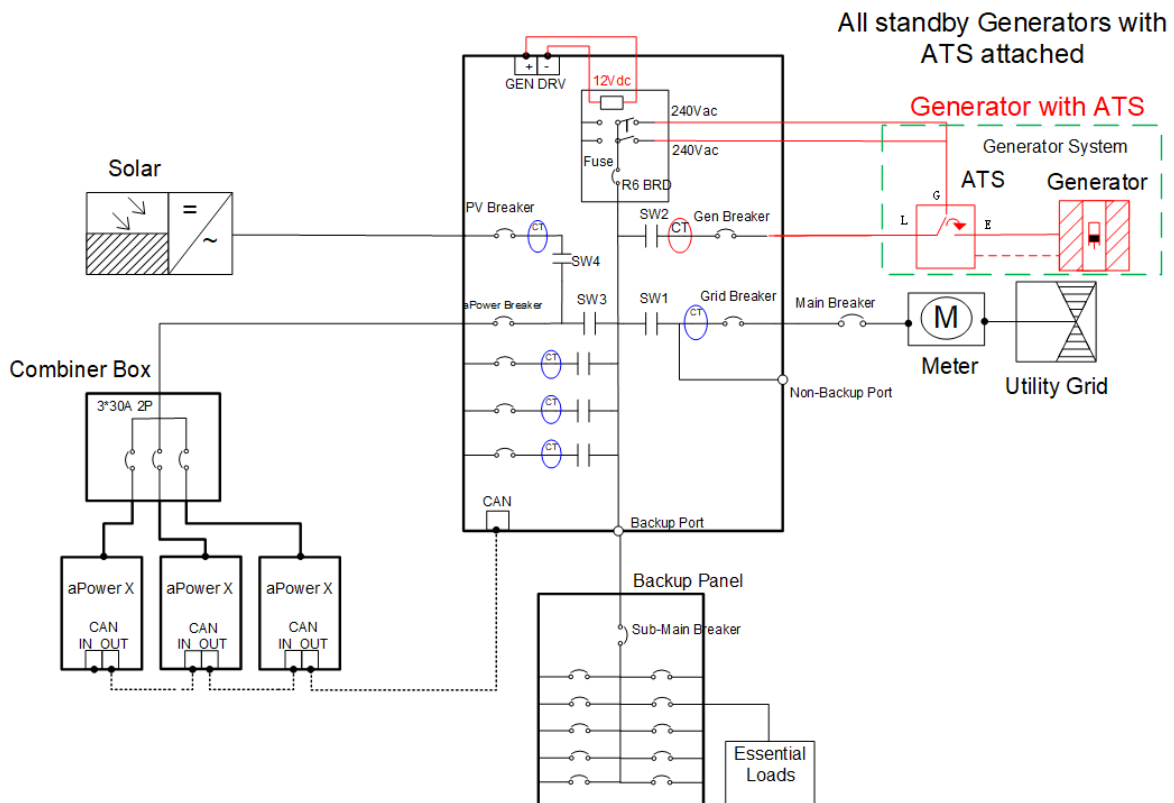 All standby Generators with
ATS attached
+ -
GEN DRV
12Vdc
240Vac
240Vac
Fuse
R6 BRD
Generator with ATS
Generator System
ATS
Generator
G
L
E
Solar
=
~
PV Breaker
CT
SW4
SW2
CT
Gen Breaker
aPower Breaker
SW3
SW1
CT
Grid Breaker
Main Breaker
M
Meter
Utility Grid
Non-Backup Port
CT
CT
CT
Combiner Box
3*30A 2P
CAN
Backup Port
aPower X
CAN
IN OUT
aPower X
CAN
IN OUT
aPower X
CAN
IN OUT
Backup Panel
Sub-Main Breaker
Essential
Loads